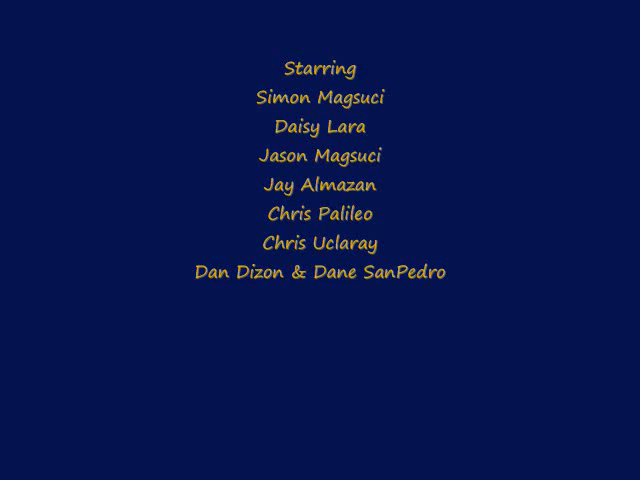 Starring
Simon Magsuci
Daisy Lara
Jason Magsuci
Jay Almazan
Chris Palileo
Chris Uclaray
Dan Dizon & Dane SanPedro